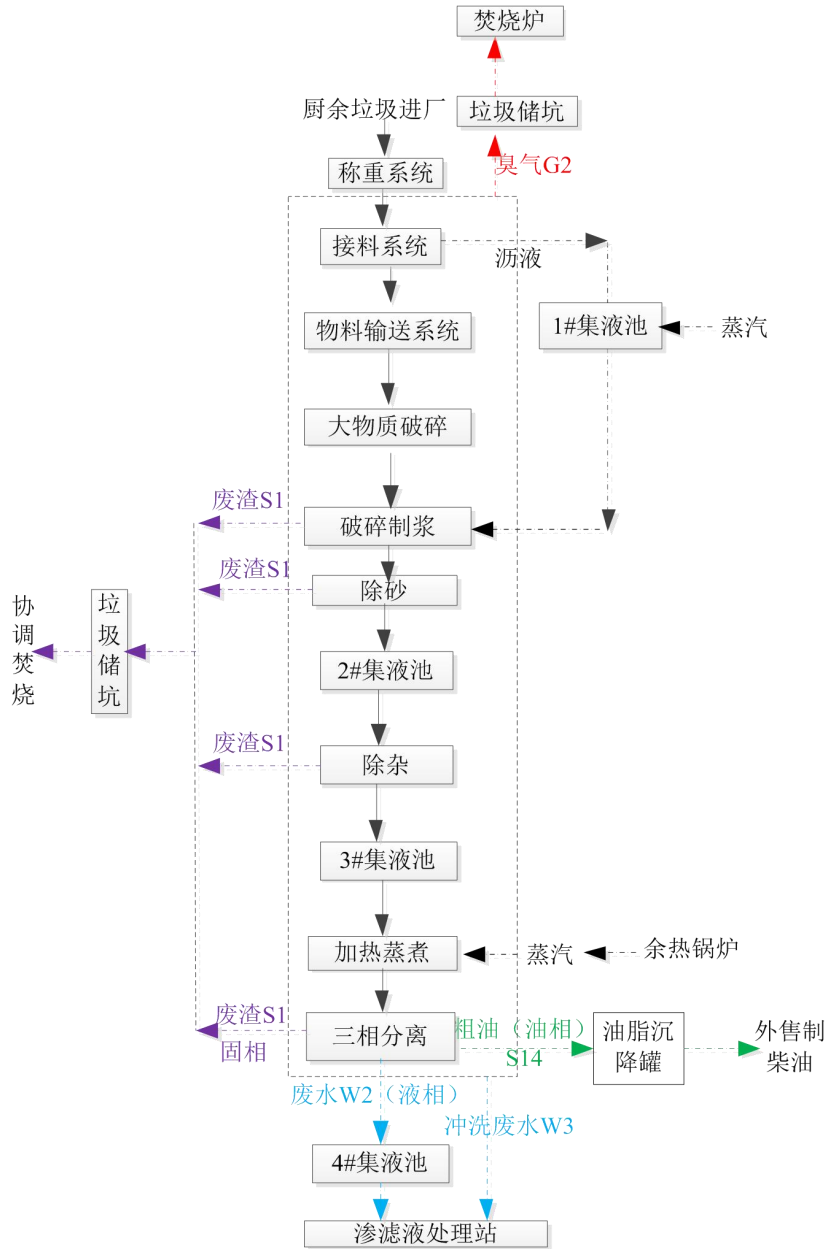 焚烧炉
厨余垃圾进厂
垃圾储坑
臭气G2
称重系统
接料系统
沥液
物料输送系统
1#集液池
蒸汽
大物质破碎
废渣S1
破碎制浆
废渣S1
除砂
协调焚烧
垃圾储坑
2#集液池
废渣S1
除杂
3#集液池
加热蒸煮
蒸汽
余热锅炉
废渣S1
固相
三相分离
粗油（油相）
S14
油脂沉
降罐
外售制
柴油
废水W2（液相）
冲洗废水W3
4#集液池
渗滤液处理站